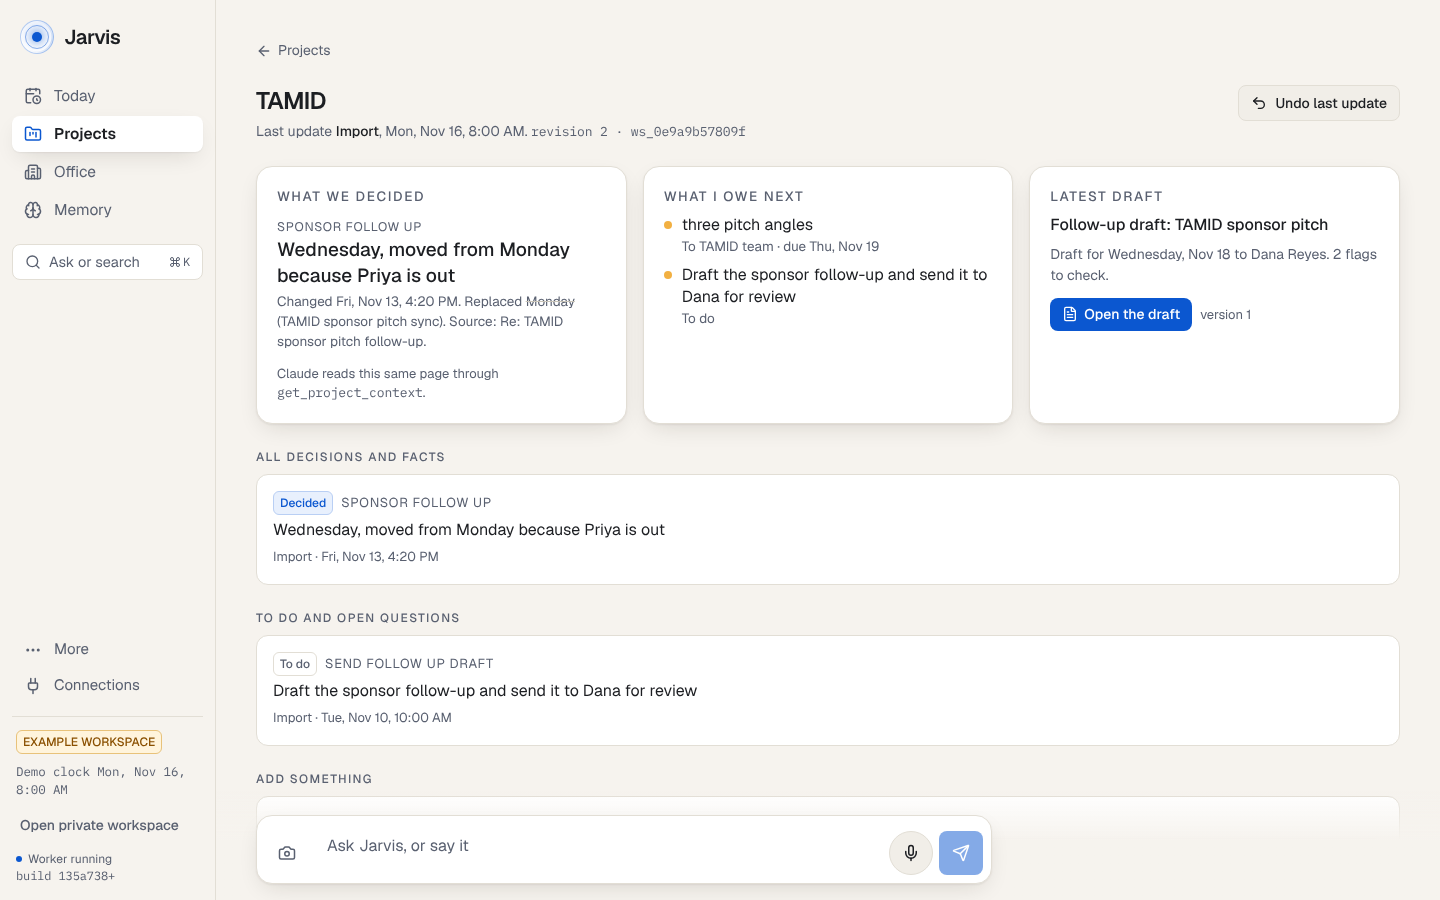 Jarvis
Today
Projects
Office
Memory
Ask or search ⌘ K
More
Connections
EXAMPLE WORKSPACE
Demo clock Mon, Nov 16,
8:00 AM
Open private workspace
Worker running
build 135a738+
Projects
TAMID
Last update Import, Mon, Nov 16, 8:00 AM. revision 2 · ws_0e9a9b57809f
Undo last update
WHAT WE DECIDED
SPONSOR FOLLOW UP
Wednesday, moved from Monday
because Priya is out
Changed Fri, Nov 13, 4:20 PM. Replaced Monday
(TAMID sponsor pitch sync). Source: Re: TAMID
sponsor pitch follow-up.
Claude reads this same page through
get_project_context.
WHAT I OWE NEXT
three pitch angles
To TAMID team · due Thu, Nov 19
Draft the sponsor follow-up and send it to
Dana for review
To do
LATEST DRAFT
Follow-up draft: TAMID sponsor pitch
Draft for Wednesday, Nov 18 to Dana Reyes. 2 flags
to check.
Open the draft version 1
ALL DECISIONS AND FACTS
Decided SPONSOR FOLLOW UP
Wednesday, moved from Monday because Priya is out
Import · Fri, Nov 13, 4:20 PM
TO DO AND OPEN QUESTIONS
To do SEND FOLLOW UP DRAFT
Draft the sponsor follow-up and send it to Dana for review
Import · Tue, Nov 10, 10:00 AM
ADD SOMETHING
Ask Jarvis, or say it